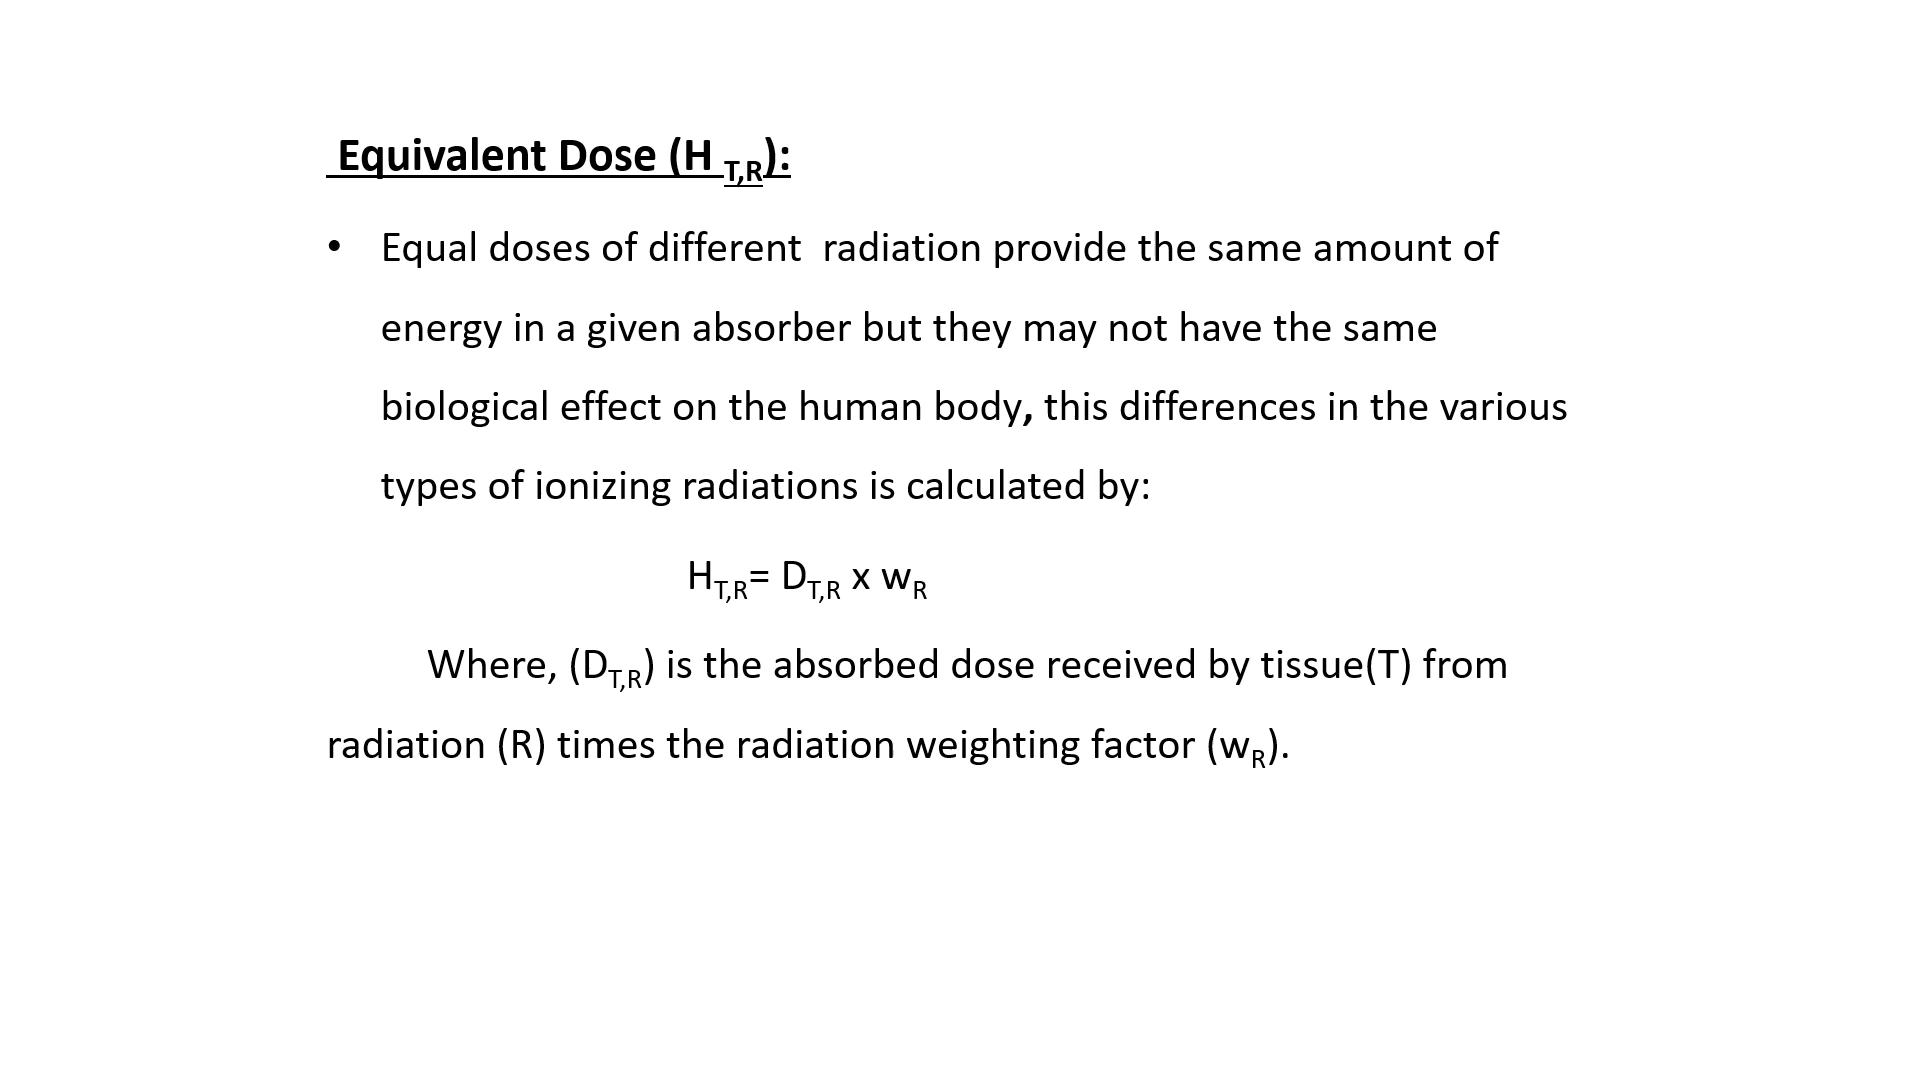 Equivalent Dose (H T,R):
• Equal doses of different  radiation provide the same amount of
energy in a given absorber but they may not have the same
biological effect on the human body, this differences in the various
types of ionizing radiations is calculated by:
HT,R= DT,R x wR
Where, (DT,R) is the absorbed dose received by tissue(T) from
radiation (R) times the radiation weighting factor (wR).